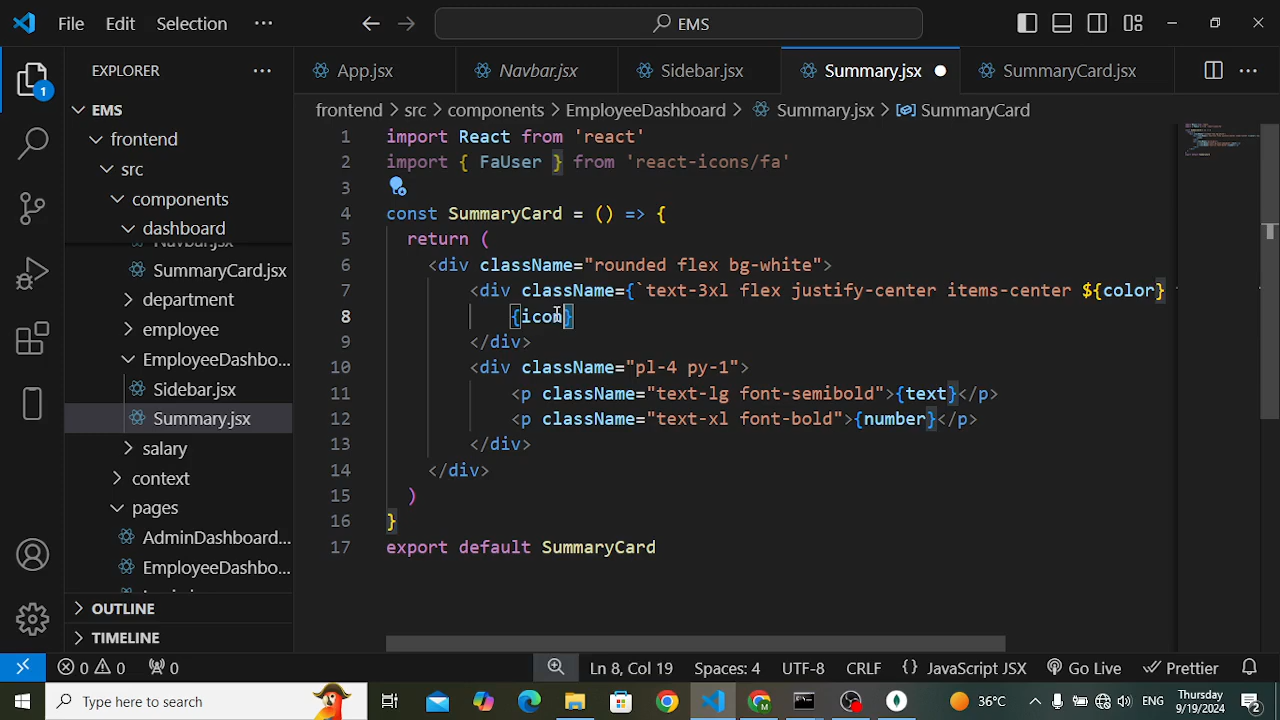 File Edit Selection ··· EMS
EXPLORER ···
App.jsx Navbar.jsx Sidebar.jsx Summary.jsx SummaryCard.jsx ···
EMS
frontend
src
components
dashboard
Navbar.jsx
SummaryCard.jsx
department
employee
EmployeeDashbo...
Sidebar.jsx
Summary.jsx
salary
context
pages
AdminDashboard...
EmployeeDashbo...
OUTLINE
TIMELINE
1
frontend > src > components > EmployeeDashboard > Summary.jsx > SummaryCard
1 import React from 'react'
2 import { FaUser } from 'react-icons/fa'
3
4 const SummaryCard = () => {
5 return (
6 <div className="rounded flex bg-white">
7 <div className={`text-3xl flex justify-center items-center ${color}
8 {icon}
9 </div>
10 <div className="pl-4 py-1">
11 <p className="text-lg font-semibold">{text}</p>
12 <p className="text-xl font-bold">{number}</p>
13 </div>
14 </div>
15 )
16 }
17 export default SummaryCard
0 0 0 Ln 8, Col 19 Spaces: 4 UTF-8 CRLF {} JavaScript JSX Go Live Prettier
Type here to search 36°C ENG Thursday 9/19/2024 2